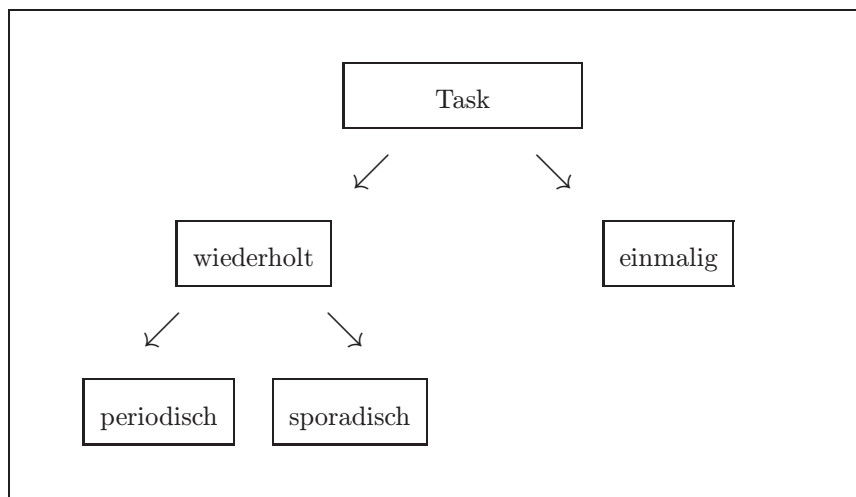 Task
wiederholt
einmalig
periodisch
sporadisch